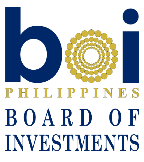 boi
PHILIPPINES
BOARD OF
INVESTMENTS